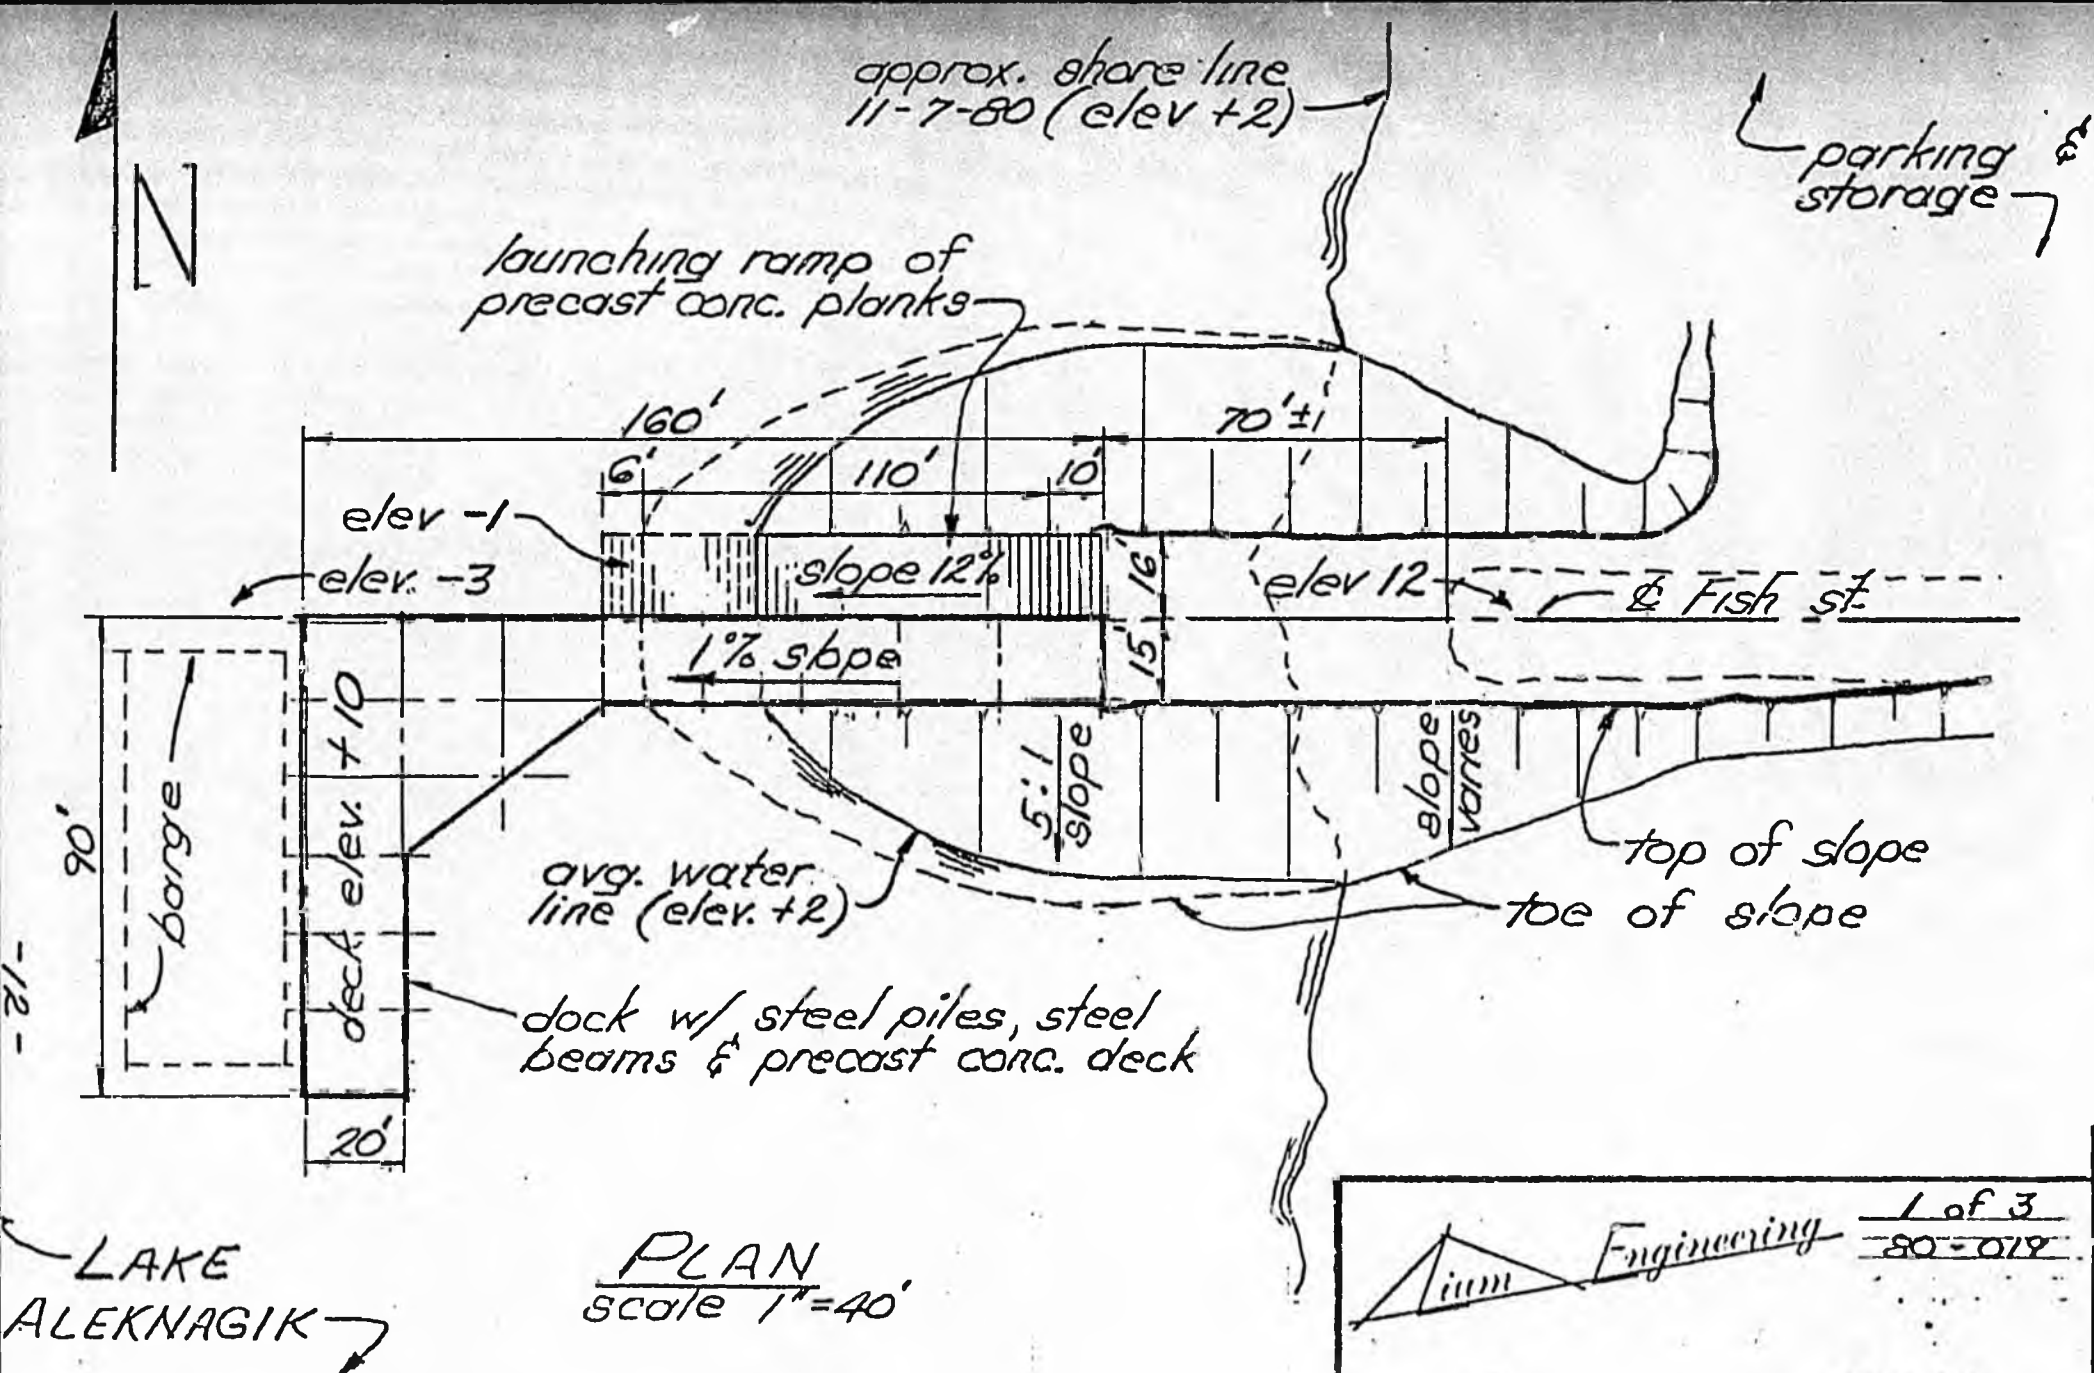 approx. shore line
11-7-80 (elev +2)
parking &
storage
N
launching ramp of
precast conc. planks
160'
70'±
6'
110'
10'
elev -1
elev. -3
slope 12%
16'
elev 12
℄ Fish st.
1% slope
15'
barge
deck elev. +10
90'
5:1
slope
slope
varies
top of slope
toe of slope
avg. water
line (elev. +2)
dock w/ steel piles, steel
beams & precast conc. deck
-12-
20'
LAKE
ALEKNAGIK
PLAN
scale 1"=40'
Engineering
1 of 3